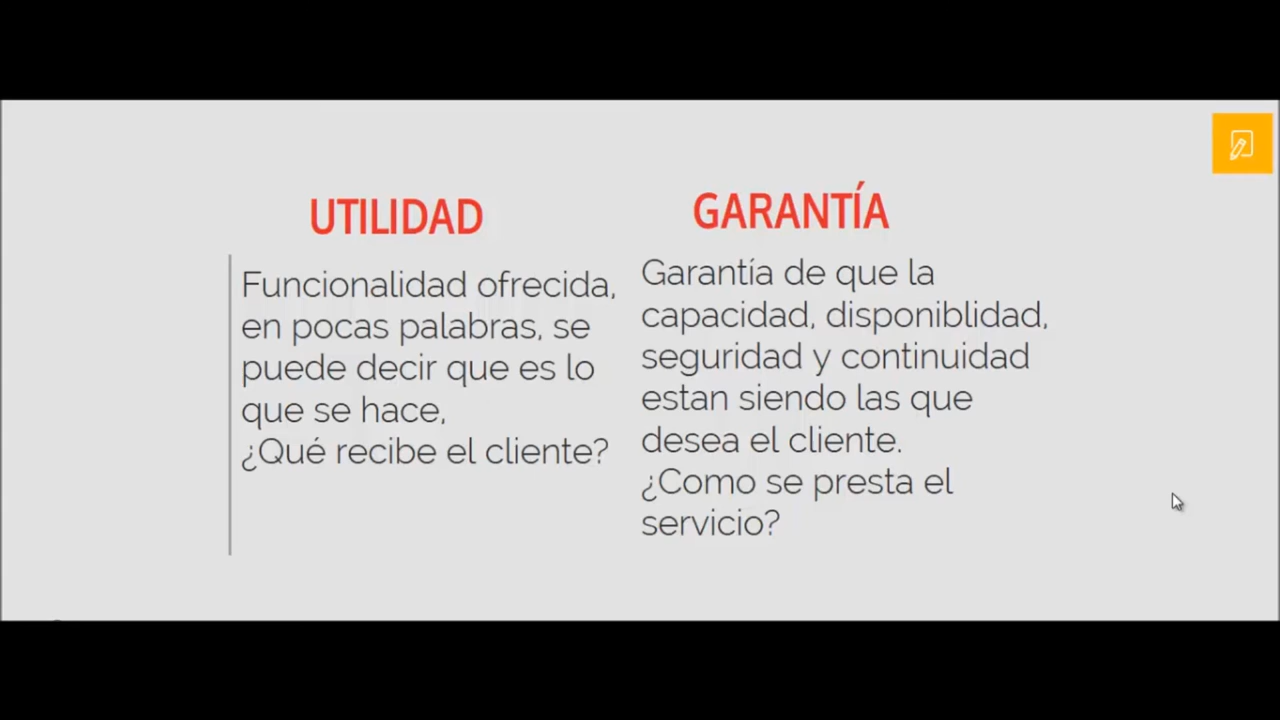 UTILIDAD
Funcionalidad ofrecida,
en pocas palabras, se
puede decir que es lo
que se hace,
¿Qué recibe el cliente?
GARANTÍA
Garantía de que la
capacidad, disponiblidad,
seguridad y continuidad
estan siendo las que
desea el cliente.
¿Como se presta el
servicio?